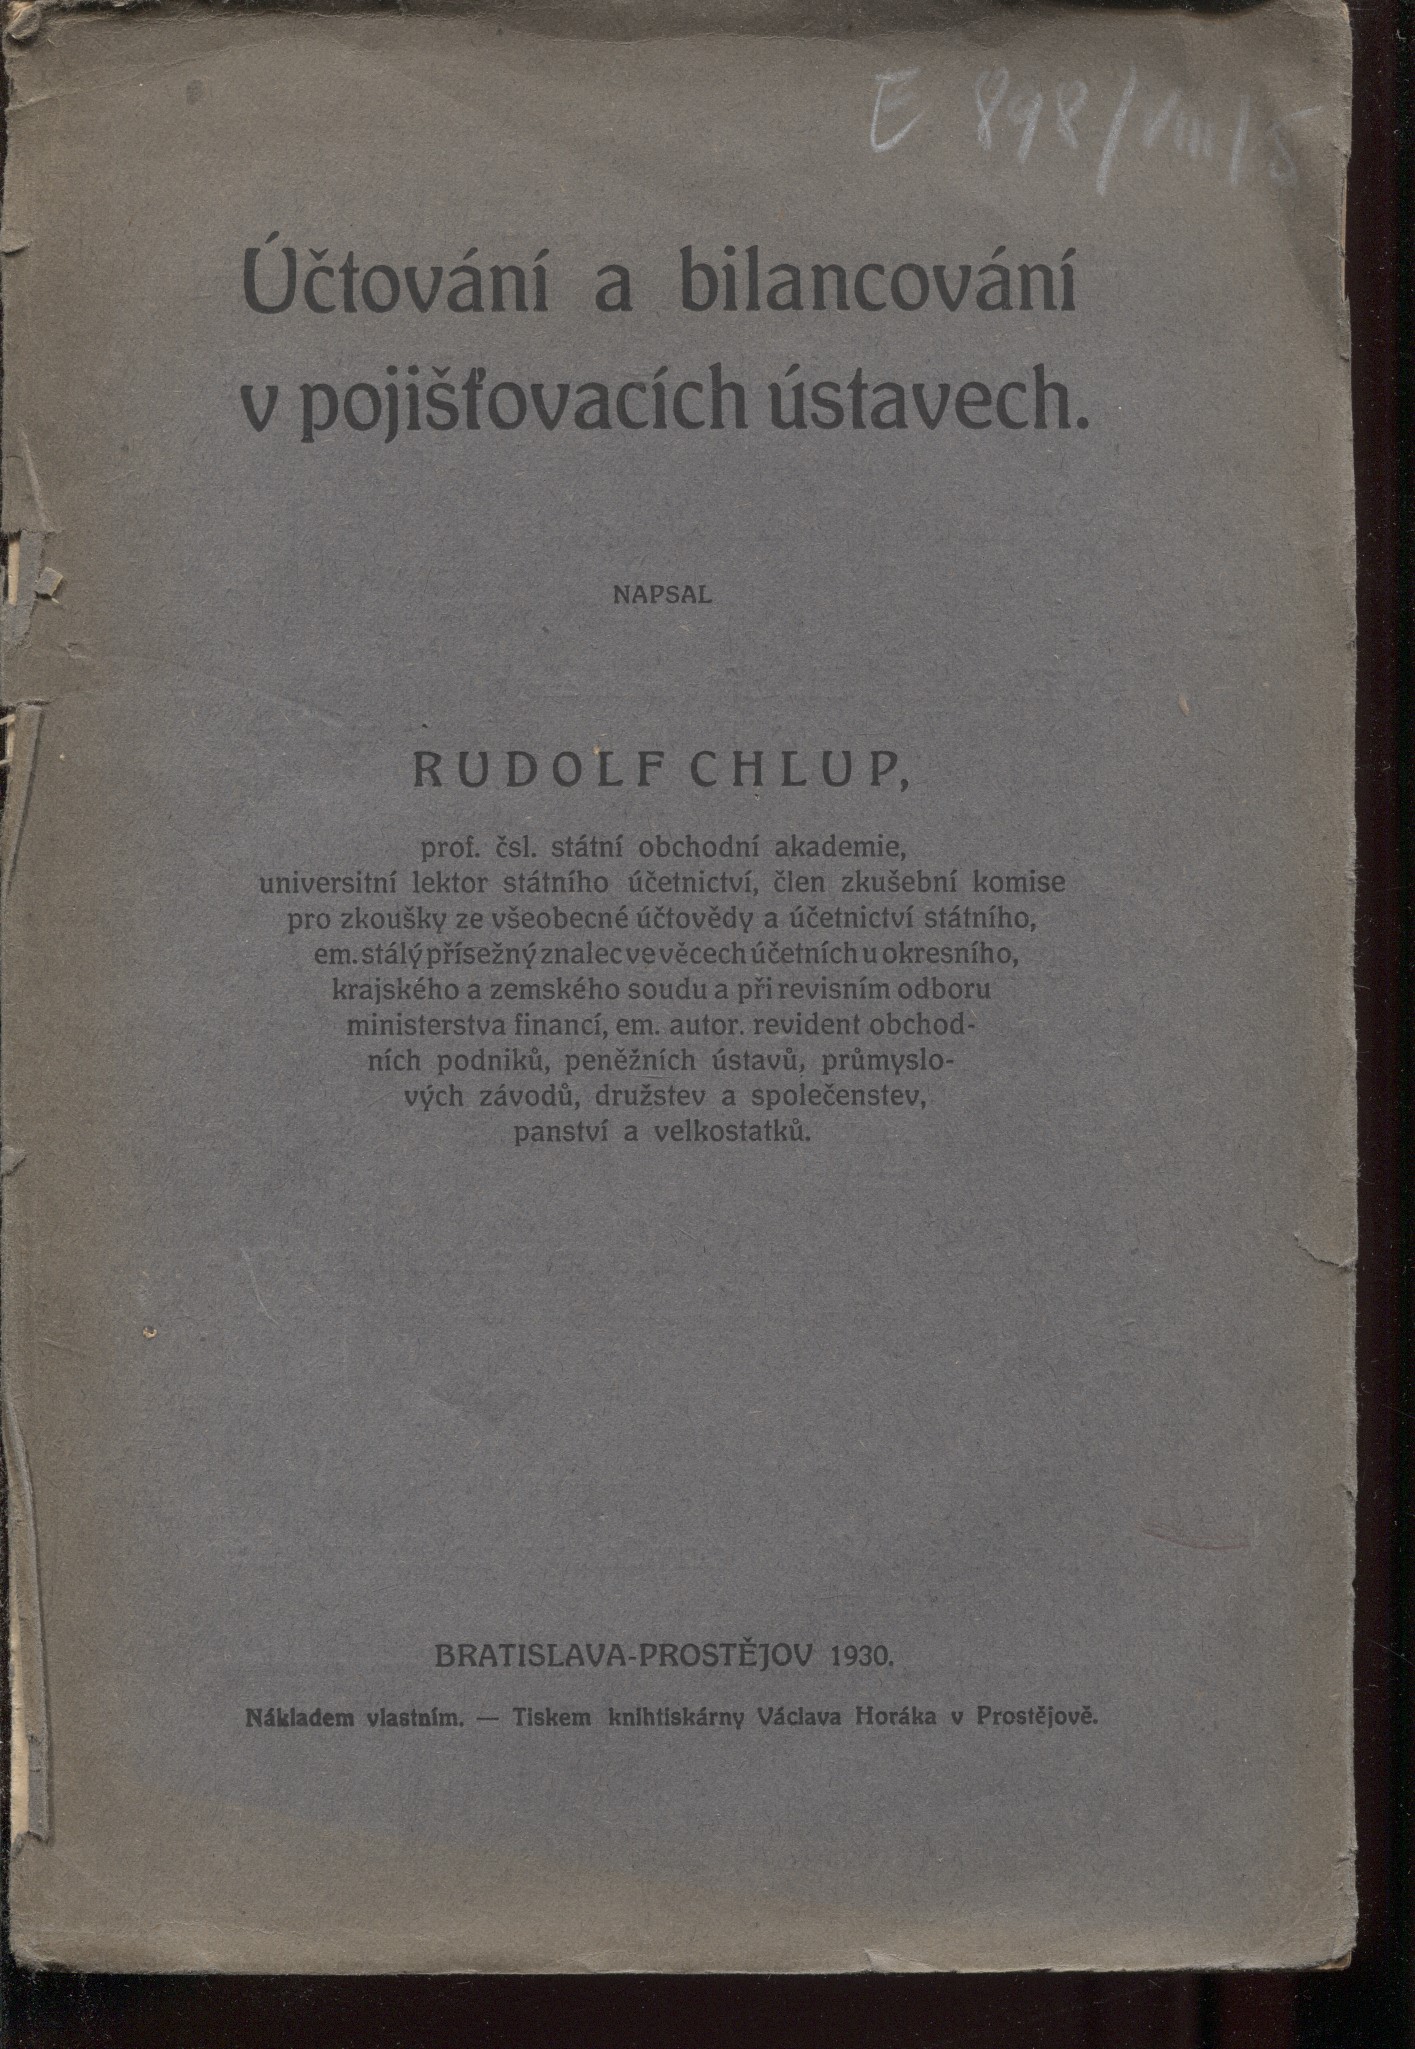 E 898/VIII/5
Účtování a bilancování
v pojišťovacích ústavech.
NAPSAL
RUDOLF CHLUP,
prof. čsl. státní obchodní akademie,
universitní lektor státního účetnictví, člen zkušební komise
pro zkoušky ze všeobecné účtovědy a účetnictví státního,
em. stálý přísežný znalec ve věcech účetních u okresního,
krajského a zemského soudu a při revisním odboru
ministerstva financí, em. autor. revident obchod-
ních podniků, peněžních ústavů, průmyslo-
vých závodů, družstev a společenstev,
panství a velkostatků.
BRATISLAVA-PROSTĚJOV 1930.
Nákladem vlastním. — Tiskem knihtiskárny Václava Horáka v Prostějově.